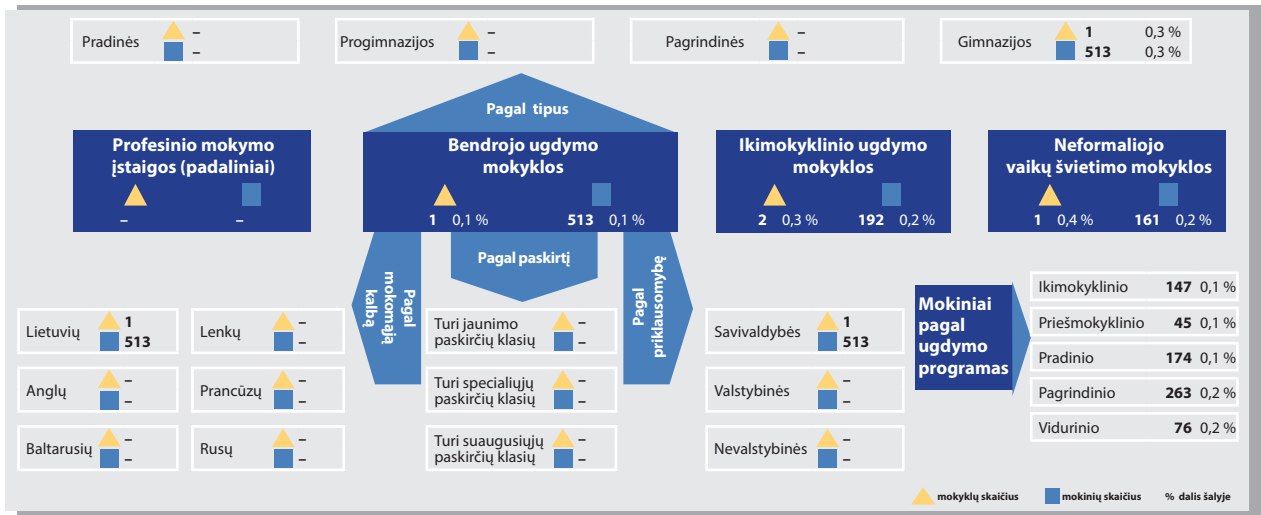 Pradinės
–
–
Progimnazijos
–
–
Pagrindinės
–
–
Gimnazijos
1 0,3 %
513 0,3 %
Pagal tipus
Profesinio mokymo
įstaigos (padaliniai)
– –
Bendrojo ugdymo
mokyklos
1 0,1 % 513 0,1 %
Ikimokyklinio ugdymo
mokyklos
2 0,3 % 192 0,2 %
Neformaliojo
vaikų švietimo mokyklos
1 0,4 % 161 0,2 %
Pagal
mokomąją
kalbą
Pagal paskirtį
Pagal
priklausomybę
Lietuvių
1
513
Lenkų
–
–
Anglų
–
–
Prancūzų
–
–
Baltarusių
–
–
Rusų
–
–
Turi jaunimo
paskirčių klasių
–
–
Turi specialiųjų
paskirčių klasių
–
–
Turi suaugusiųjų
paskirčių klasių
–
–
Savivaldybės
1
513
Valstybinės
–
–
Nevalstybinės
–
–
Mokiniai
pagal
ugdymo
programas
Ikimokyklinio 147 0,1 %
Priešmokyklinio 45 0,1 %
Pradinio 174 0,1 %
Pagrindinio 263 0,2 %
Vidurinio 76 0,2 %
mokyklų skaičius mokinių skaičius % dalis šalyje